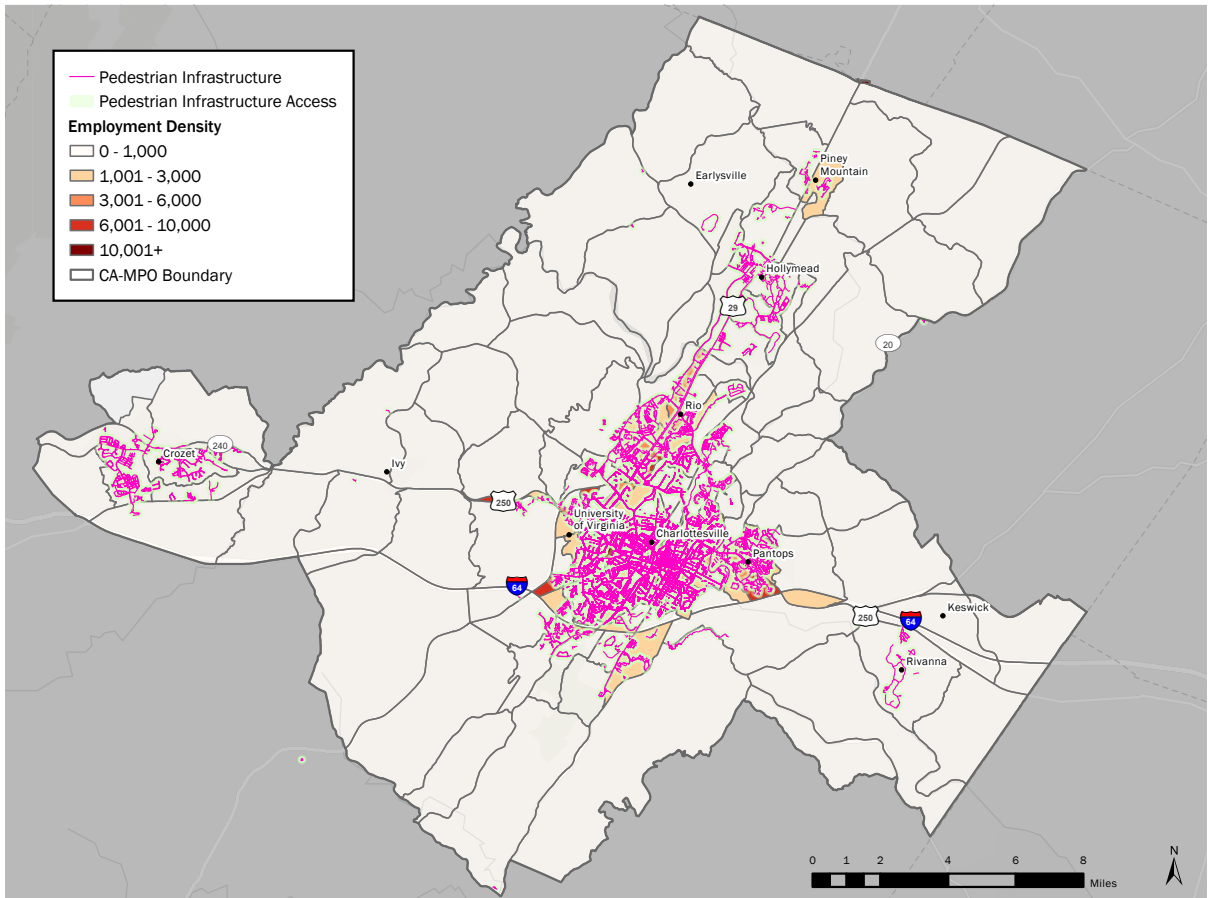 Pedestrian Infrastructure
Pedestrian Infrastructure Access
Employment Density
0 - 1,000
1,001 - 3,000
3,001 - 6,000
6,001 - 10,000
10,001+
CA-MPO Boundary
Piney
Mountain
Earlysville
Hollymead
29
20
Rio
240
Crozet
Ivy
250
University
of Virginia
Charlottesville
Pantops
64
250
64
Keswick
Rivanna
0 1 2 4 6 8
Miles
N